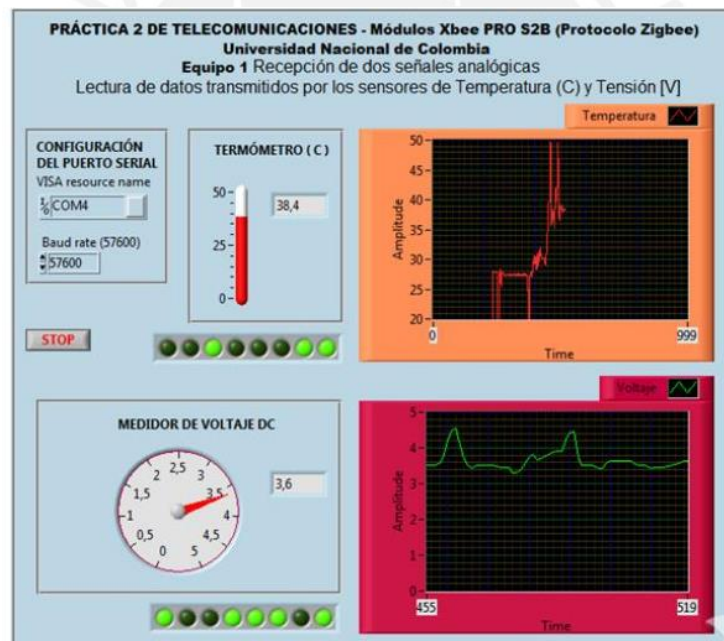 PRÁCTICA 2 DE TELECOMUNICACIONES - Módulos Xbee PRO S2B (Protocolo Zigbee)
Universidad Nacional de Colombia
Equipo 1 Recepción de dos señales analógicas
Lectura de datos transmitidos por los sensores de Temperatura (C) y Tensión [V]
CONFIGURACIÓN
DEL PUERTO SERIAL
VISA resource name
COM4
Baud rate (57600)
57600
STOP
TERMÓMETRO ( C )
50
25
0
38,4
Temperatura
Amplitude
50
45
40
35
30
25
20
0
999
Time
MEDIDOR DE VOLTAJE DC
0
0,5
1
1,5
2
2,5
3
3,5
4
4,5
5
3,6
Voltaje
Amplitude
5
4
3
2
1
0
455
519
Time